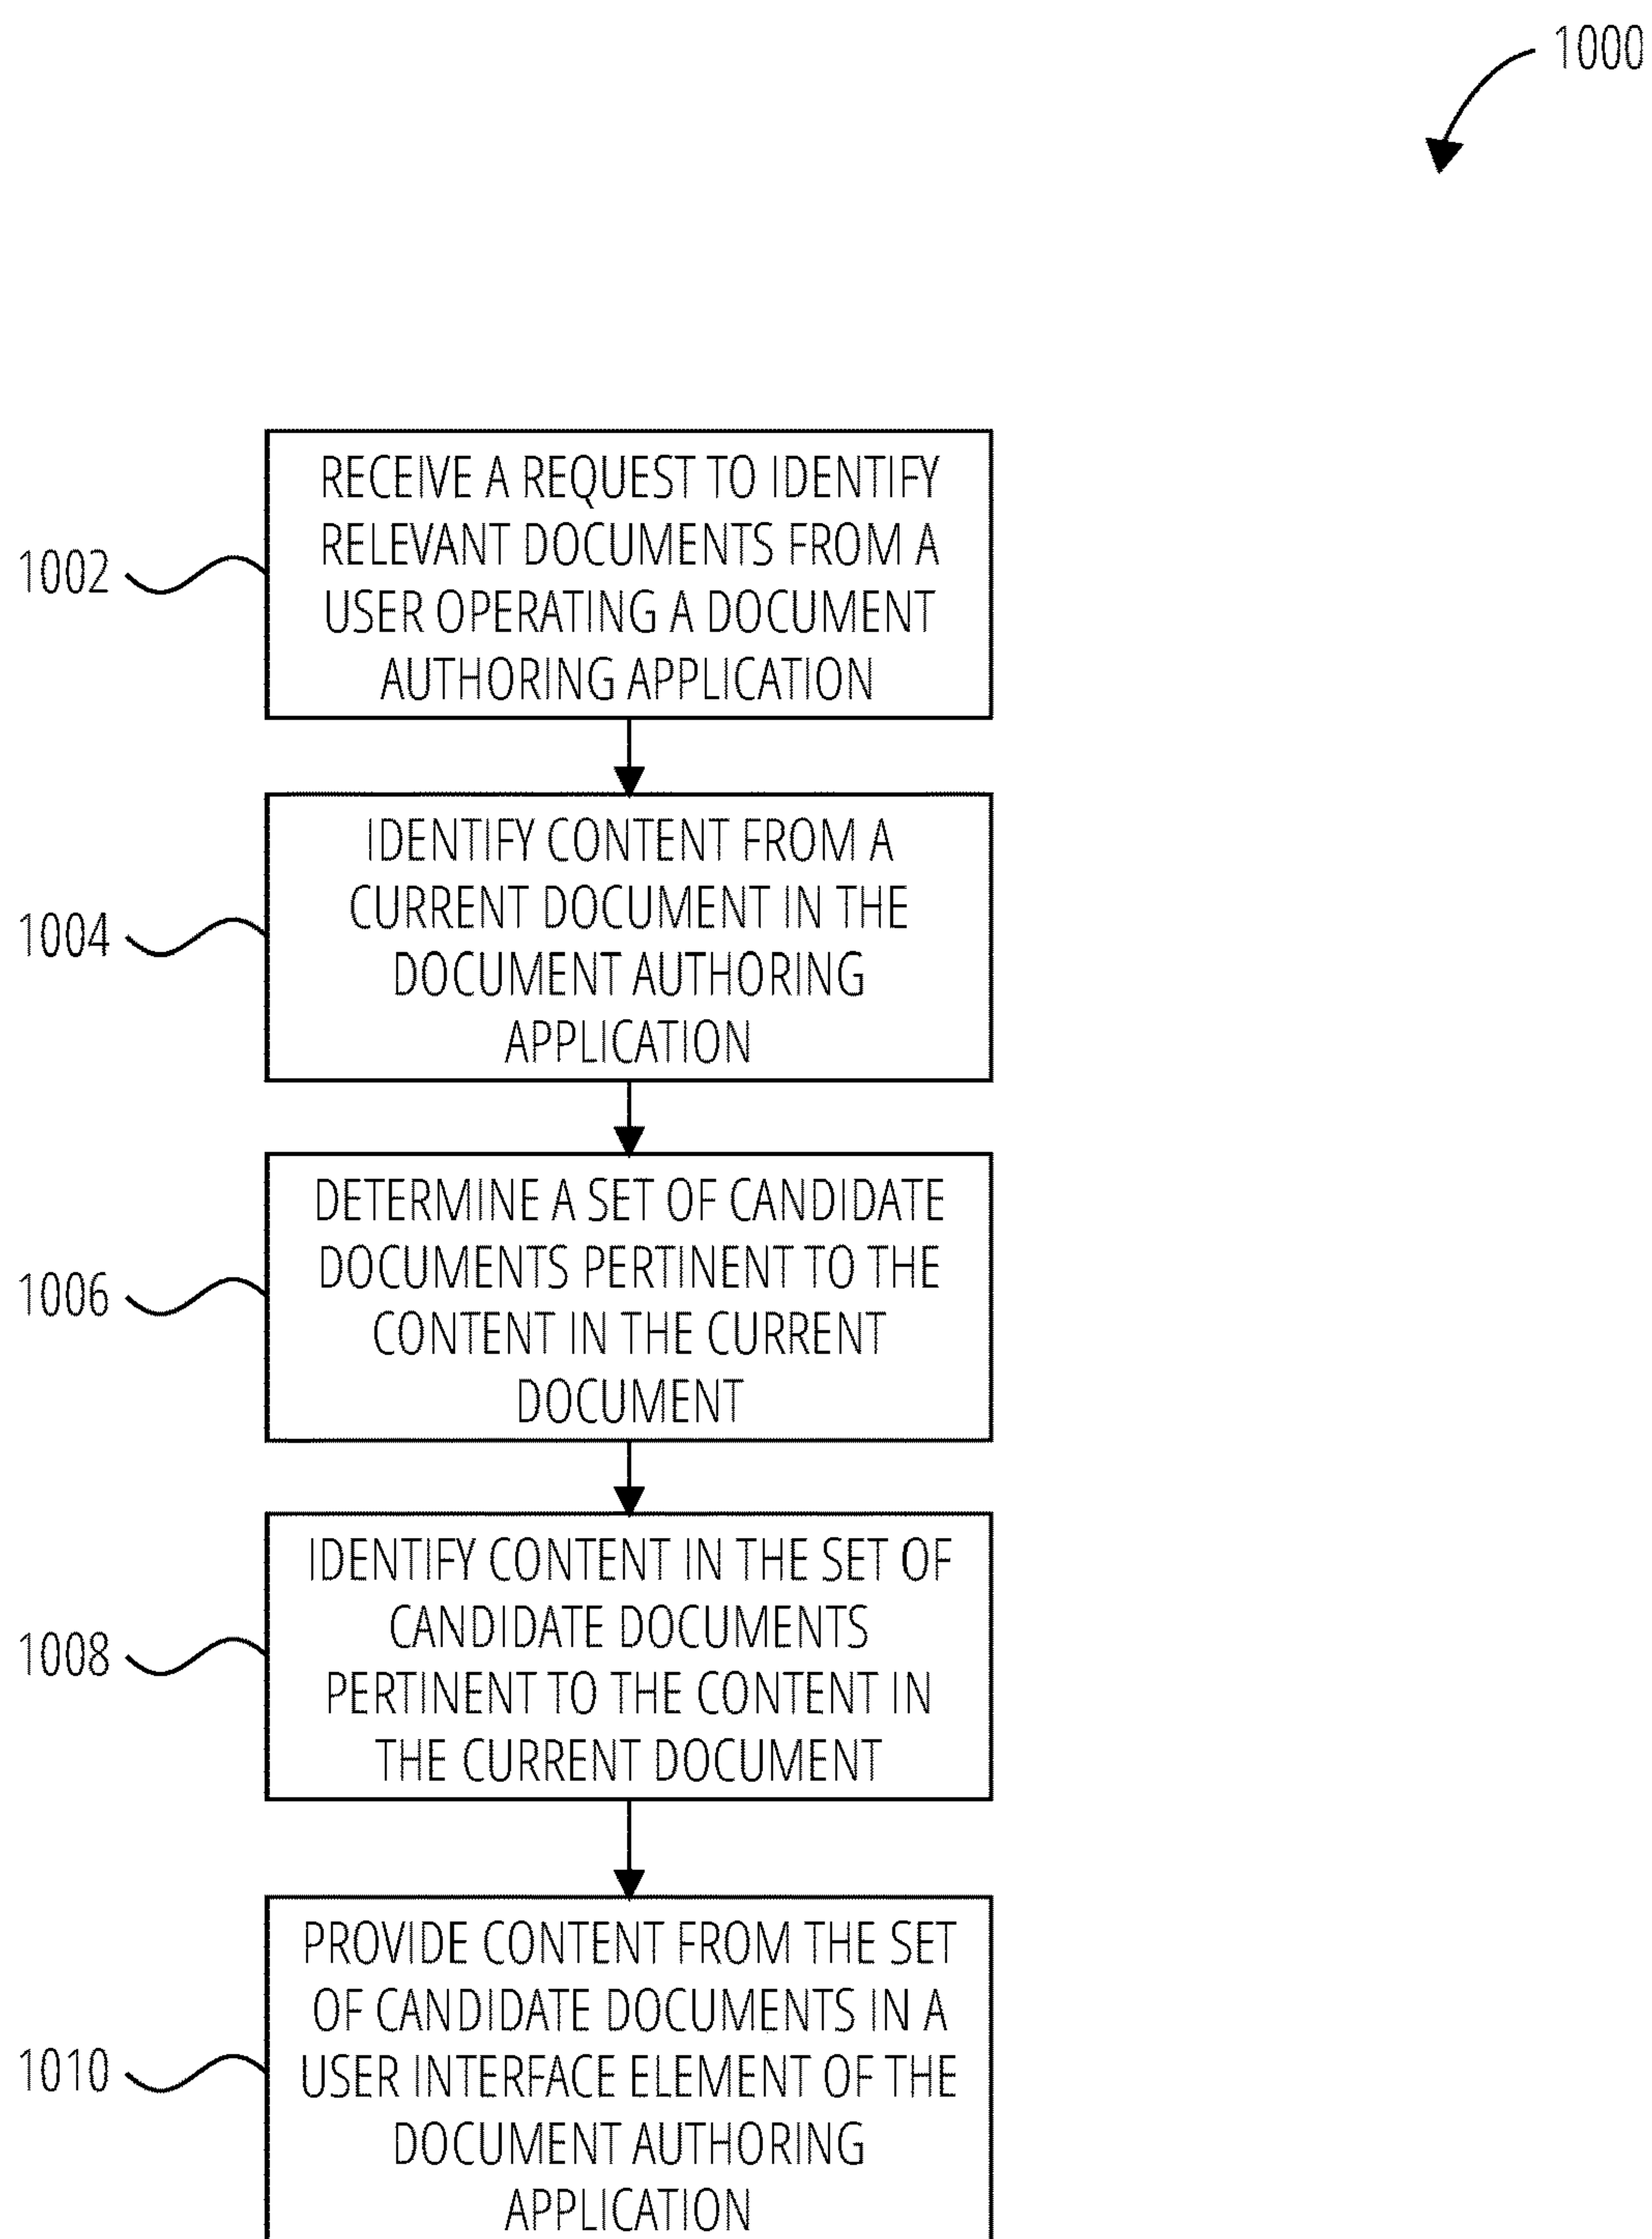 1000
RECEIVE A REQUEST TO IDENTIFY
RELEVANT DOCUMENTS FROM A
USER OPERATING A DOCUMENT
AUTHORING APPLICATION
1002
IDENTIFY CONTENT FROM A
CURRENT DOCUMENT IN THE
DOCUMENT AUTHORING
APPLICATION
1004
DETERMINE A SET OF CANDIDATE
DOCUMENTS PERTINENT TO THE
CONTENT IN THE CURRENT
DOCUMENT
1006
IDENTIFY CONTENT IN THE SET OF
CANDIDATE DOCUMENTS
PERTINENT TO THE CONTENT IN
THE CURRENT DOCUMENT
1008
PROVIDE CONTENT FROM THE SET
OF CANDIDATE DOCUMENTS IN A
USER INTERFACE ELEMENT OF THE
DOCUMENT AUTHORING
APPLICATION
1010